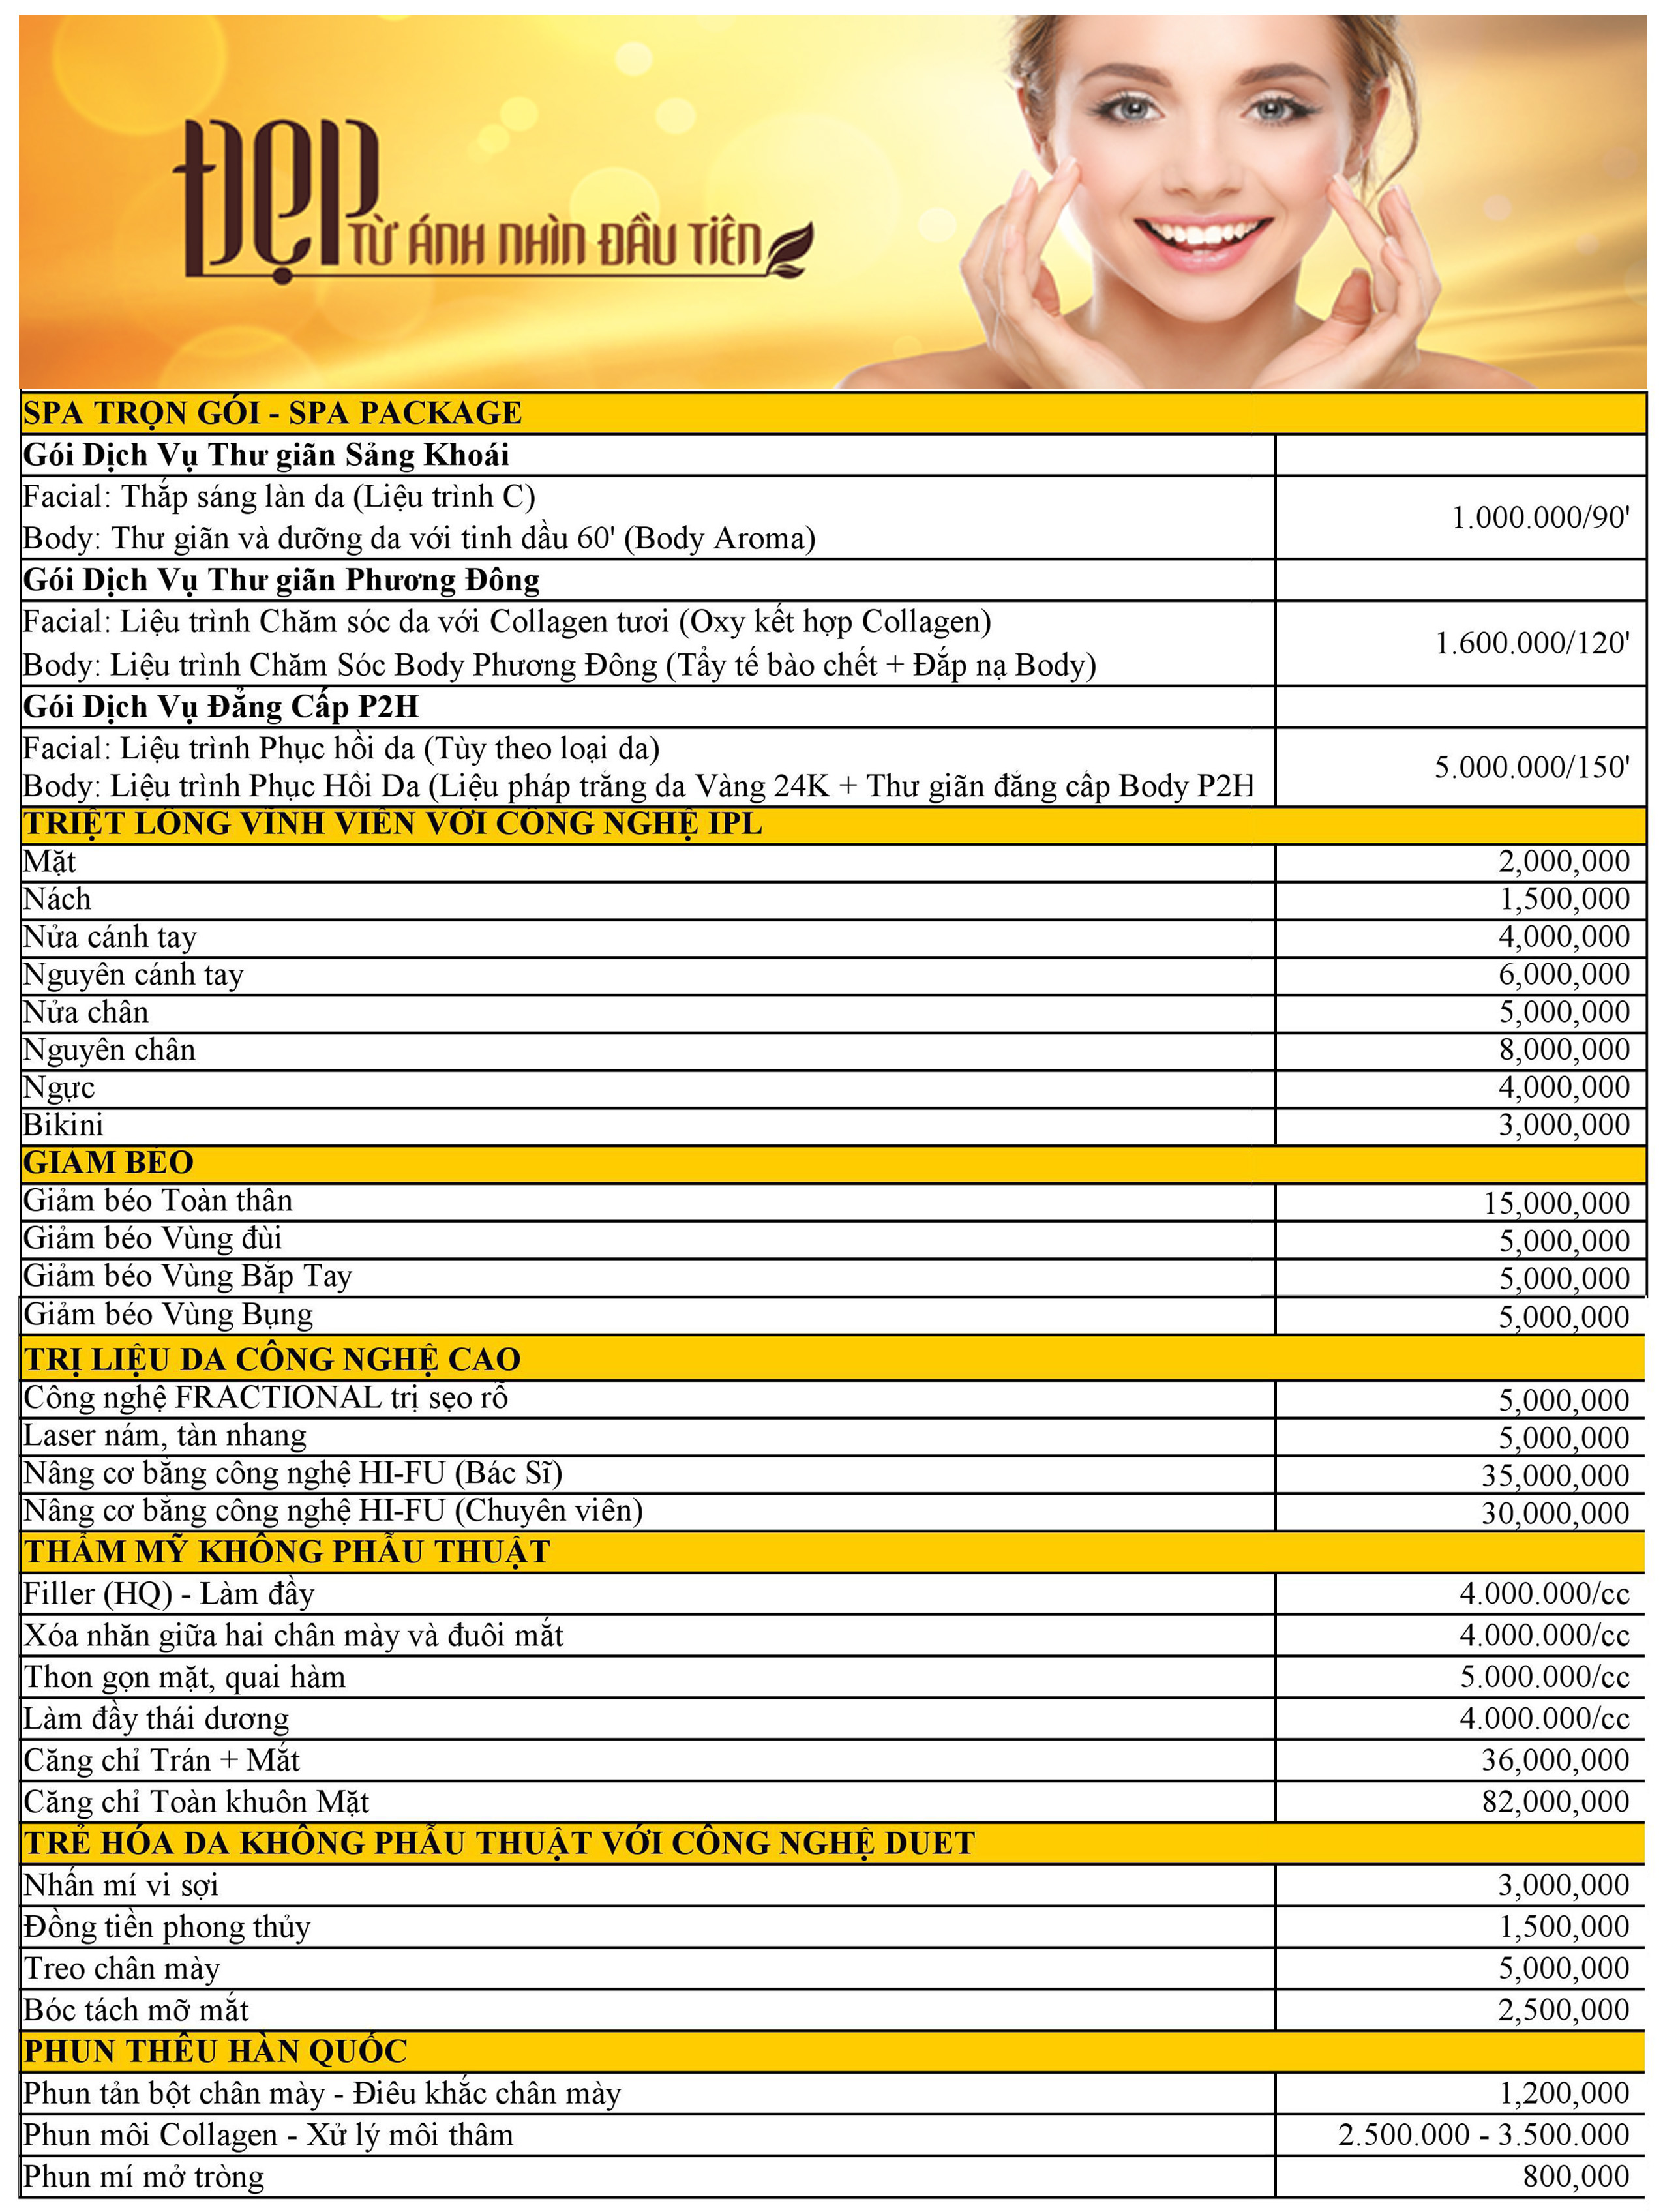 ĐẸP
TỪ ÁNH NHÌN ĐẦU TIÊN
SPA TRỌN GÓI - SPA PACKAGE
Gói Dịch Vụ Thư giãn Sảng Khoái
Facial: Thắp sáng làn da (Liệu trình C)
Body: Thư giãn và dưỡng da với tinh dầu 60' (Body Aroma)
1.000.000/90'
Gói Dịch Vụ Thư giãn Phương Đông
Facial: Liệu trình Chăm sóc da với Collagen tươi (Oxy kết hợp Collagen)
Body: Liệu trình Chăm Sóc Body Phương Đông (Tẩy tế bào chết + Đắp nạ Body)
1.600.000/120'
Gói Dịch Vụ Đẳng Cấp P2H
Facial: Liệu trình Phục hồi da (Tùy theo loại da)
Body: Liệu trình Phục Hồi Da (Liệu pháp trắng da Vàng 24K + Thư giãn đẳng cấp Body P2H
5.000.000/150'
TRIỆT LÔNG VĨNH VIỄN VỚI CÔNG NGHỆ IPL
Mặt 2,000,000
Nách 1,500,000
Nửa cánh tay 4,000,000
Nguyên cánh tay 6,000,000
Nửa chân 5,000,000
Nguyên chân 8,000,000
Ngực 4,000,000
Bikini 3,000,000
GIẢM BÉO
Giảm béo Toàn thân 15,000,000
Giảm béo Vùng đùi 5,000,000
Giảm béo Vùng Bắp Tay 5,000,000
Giảm béo Vùng Bụng 5,000,000
TRỊ LIỆU DA CÔNG NGHỆ CAO
Công nghệ FRACTIONAL trị sẹo rỗ 5,000,000
Laser nám, tàn nhang 5,000,000
Nâng cơ bằng công nghệ HI-FU (Bác Sĩ) 35,000,000
Nâng cơ bằng công nghệ HI-FU (Chuyên viên) 30,000,000
THẨM MỸ KHÔNG PHẪU THUẬT
Filler (HQ) - Làm đầy 4.000.000/cc
Xóa nhăn giữa hai chân mày và đuôi mắt 4.000.000/cc
Thon gọn mặt, quai hàm 5.000.000/cc
Làm đầy thái dương 4.000.000/cc
Căng chỉ Trán + Mắt 36,000,000
Căng chỉ Toàn khuôn Mặt 82,000,000
TRẺ HÓA DA KHÔNG PHẪU THUẬT VỚI CÔNG NGHỆ DUET
Nhấn mí vi sợi 3,000,000
Đồng tiền phong thủy 1,500,000
Treo chân mày 5,000,000
Bóc tách mỡ mắt 2,500,000
PHUN THÊU HÀN QUỐC
Phun tản bột chân mày - Điêu khắc chân mày 1,200,000
Phun môi Collagen - Xử lý môi thâm 2.500.000 - 3.500.000
Phun mí mở tròng 800,000